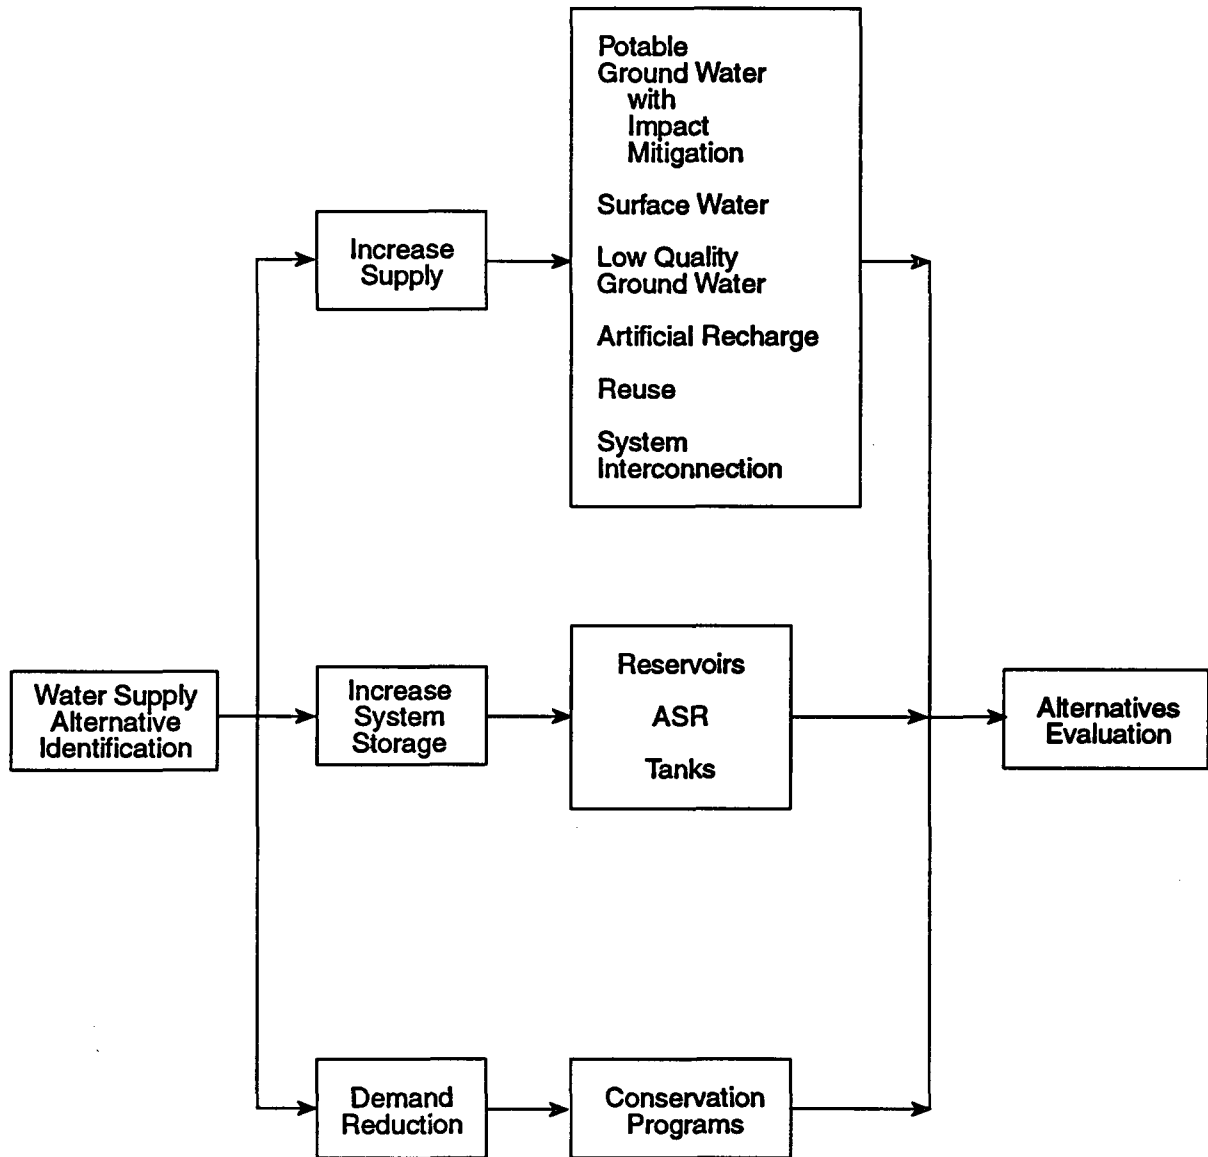 Potable
Ground Water
with
Impact
Mitigation
Surface Water
Low Quality
Ground Water
Artificial Recharge
Reuse
System
Interconnection
Increase
Supply
Water Supply
Alternative
Identification
Increase
System
Storage
Reservoirs
ASR
Tanks
Alternatives
Evaluation
Demand
Reduction
Conservation
Programs